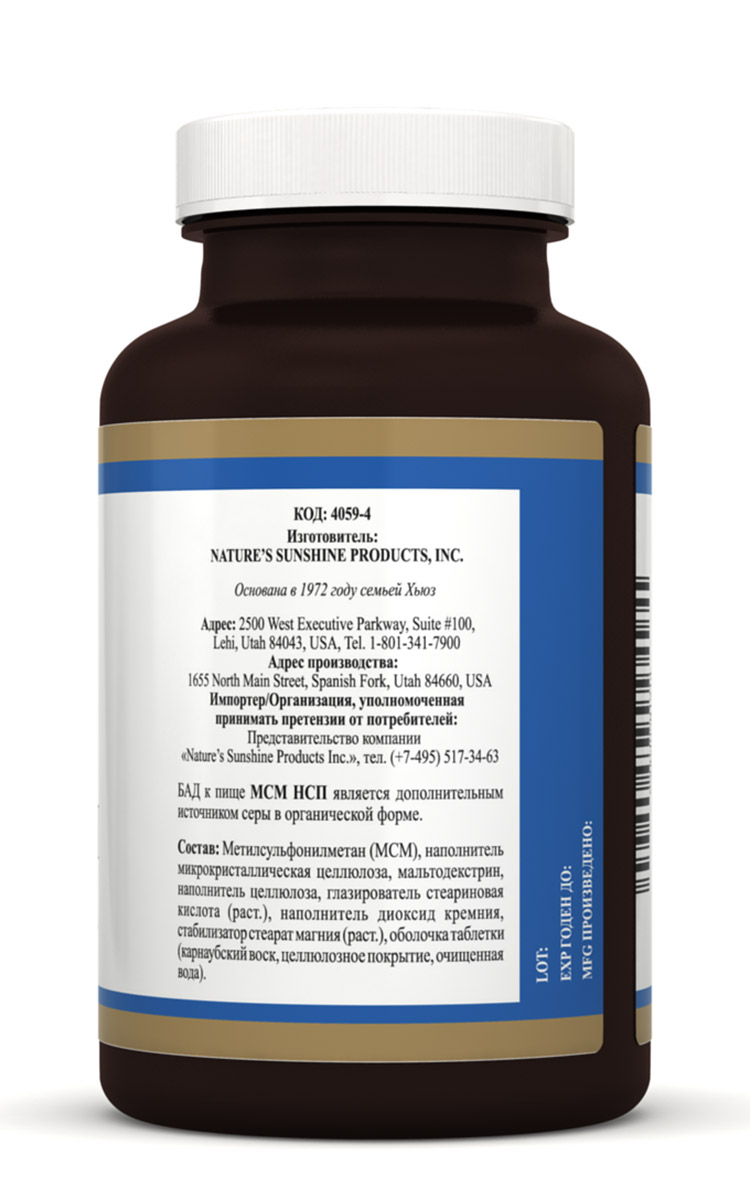 КОД: 4059-4
Изготовитель:
NATURE'S SUNSHINE PRODUCTS, INC.
Основана в 1972 году семьей Хьюз
Адрес: 2500 West Executive Parkway, Suite #100,
Lehi, Utah 84043, USA, Tel. 1-801-341-7900
Адрес производства:
1655 North Main Street, Spanish Fork, Utah 84660, USA
Импортер/Организация, уполномоченная
принимать претензии от потребителей:
Представительство компании
«Nature's Sunshine Products Inc.», тел. (+7-495) 517-34-63
БАД к пище МСМ НСП является дополнительным
источником серы в органической форме.
Состав: Метилсульфонилметан (МСМ), наполнитель
микрокристаллическая целлюлоза, мальтодекстрин,
наполнитель целлюлоза, глазирователь стеариновая
кислота (раст.), наполнитель диоксид кремния,
стабилизатор стеарат магния (раст.), оболочка таблетки
(карнаубский воск, целлюлозное покрытие, очищенная
вода).
LOT:
EXP ГОДЕН ДО:
MFG ПРОИЗВЕДЕНО: